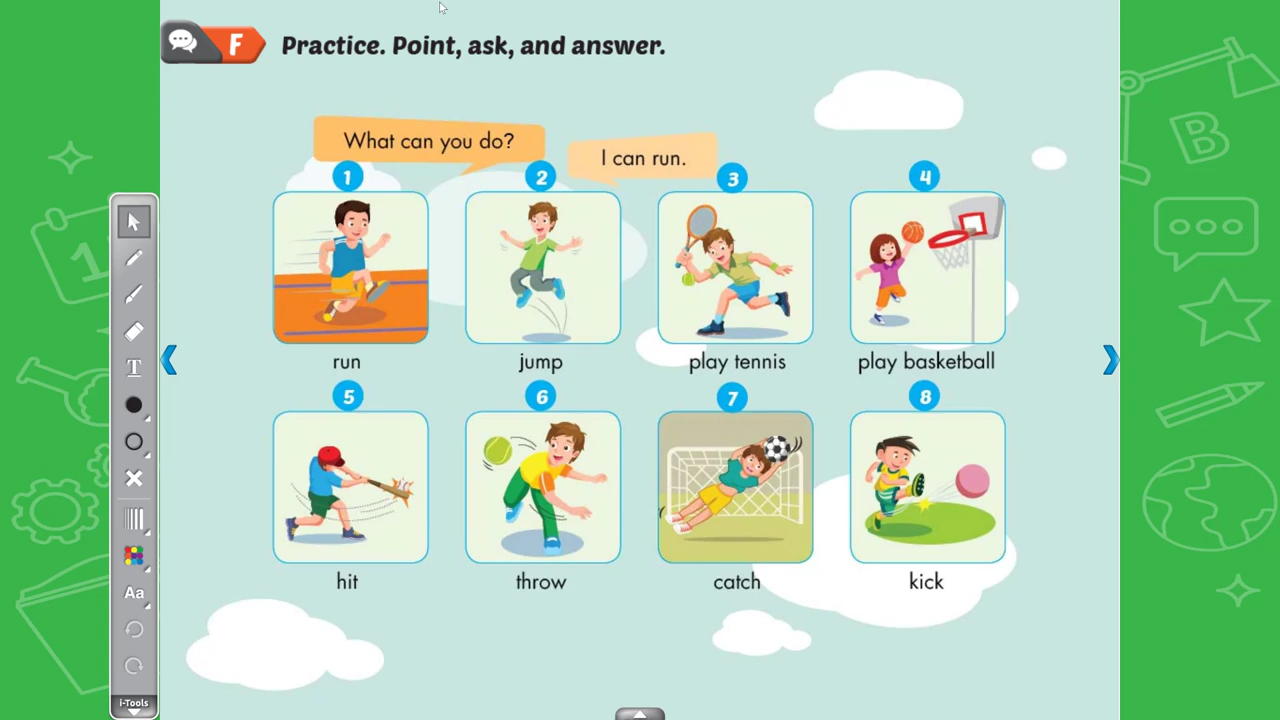 F Practice. Point, ask, and answer.
What can you do?
I can run.
1 2 3 4
run jump play tennis play basketball
5 6 7 8
hit throw catch kick
T
Aa
i-Tools
1
B